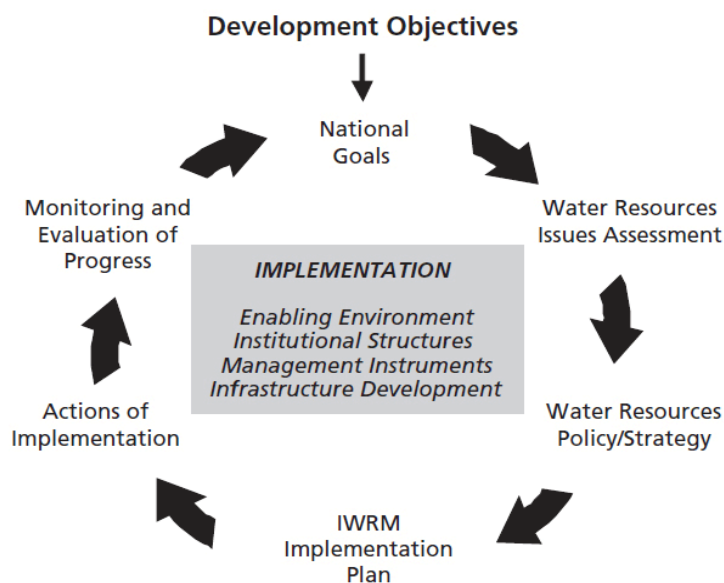 Development Objectives
National
Goals
Water Resources
Issues Assessment
Water Resources
Policy/Strategy
IWRM
Implementation
Plan
Actions of
Implementation
Monitoring and
Evaluation of
Progress
IMPLEMENTATION
Enabling Environment
Institutional Structures
Management Instruments
Infrastructure Development